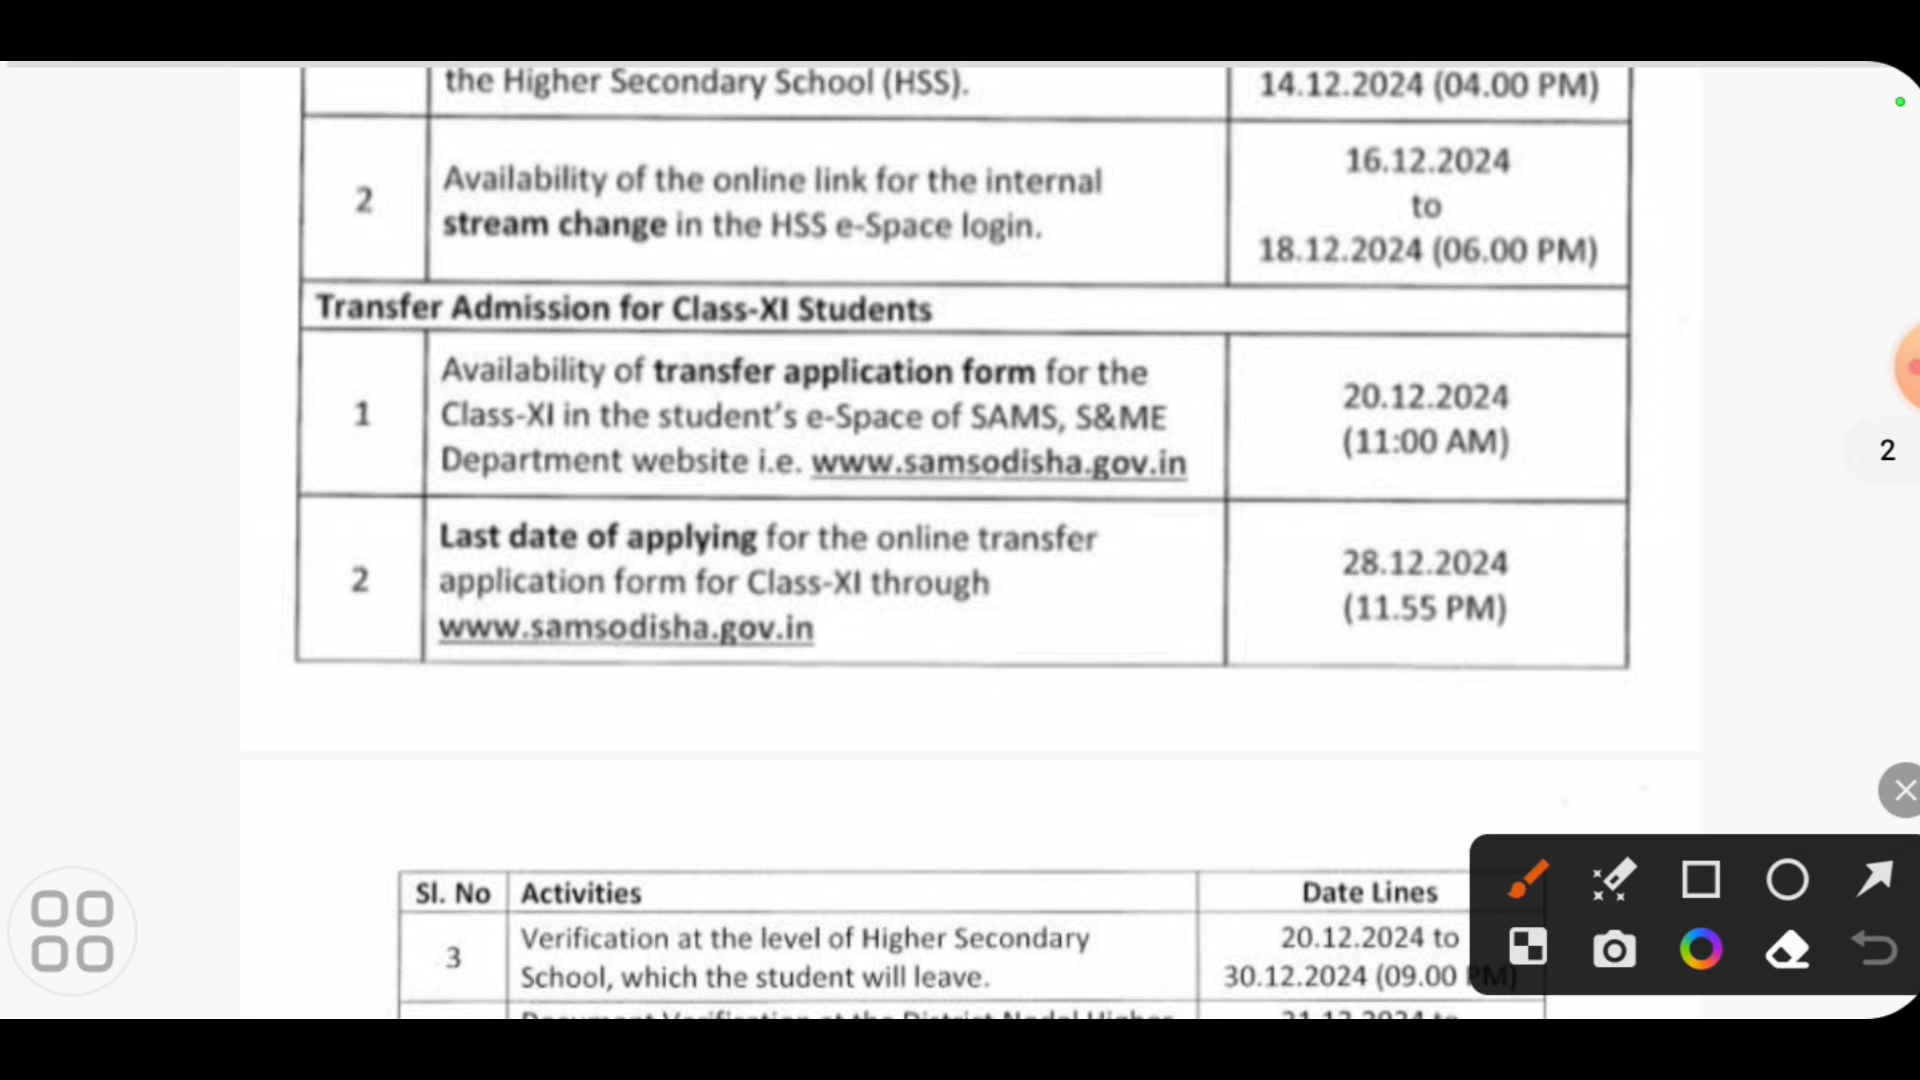 the Higher Secondary School (HSS).
14.12.2024 (04.00 PM)
2
Availability of the online link for the internal
stream change in the HSS e-Space login.
16.12.2024
to
18.12.2024 (06.00 PM)
Transfer Admission for Class-XI Students
1
Availability of transfer application form for the
Class-XI in the student's e-Space of SAMS, S&ME
Department website i.e. www.samsodisha.gov.in
20.12.2024
(11:00 AM)
2
Last date of applying for the online transfer
application form for Class-XI through
www.samsodisha.gov.in
28.12.2024
(11.55 PM)
2
Sl. No Activities Date Lines
3
Verification at the level of Higher Secondary
School, which the student will leave.
20.12.2024 to
30.12.2024 (09.00 PM)